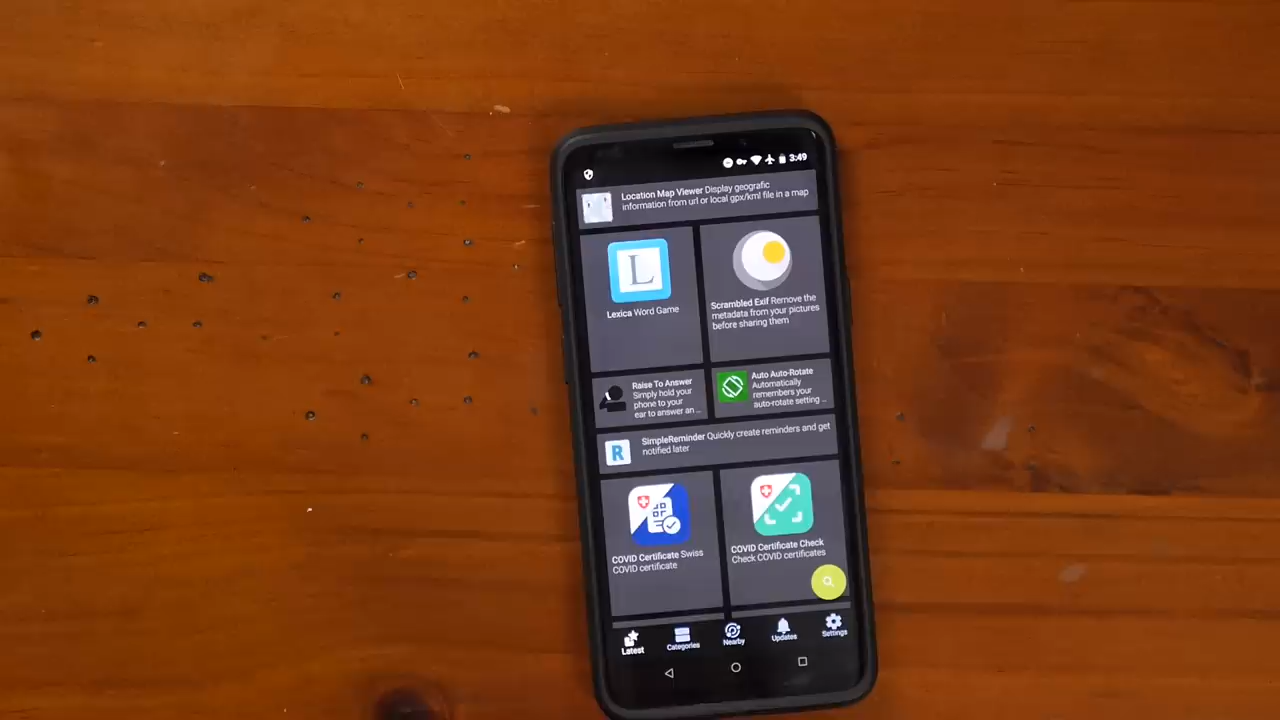 3:49
Location Map Viewer Display geografic
information from url or local gpx/kml file in a map
L
Lexica Word Game
Scrambled Exif Remove the
metadata from your pictures
before sharing them
Raise To Answer
Simply hold your
phone to your
ear to answer an ...
Auto Auto-Rotate
Automatically
remembers your
auto-rotate setting ...
R
SimpleReminder Quickly create reminders and get
notified later
COVID Certificate Swiss
COVID certificate
COVID Certificate Check
Check COVID certificates
Latest
Categories
Nearby
Updates
Settings